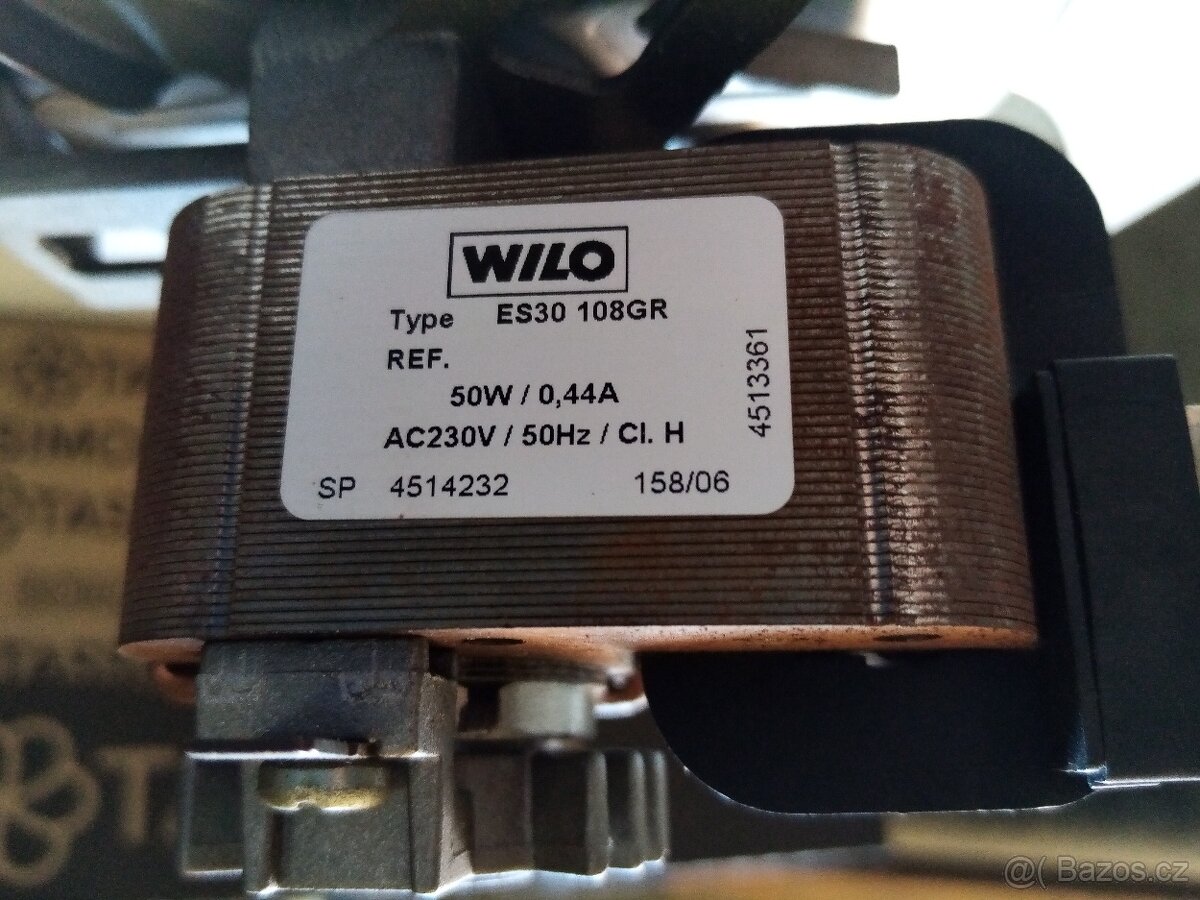 WILO
Type ES30 108GR
REF.
50W / 0,44A
AC230V / 50Hz / Cl. H
SP 4514232 158/06
4513361
@( Bazos.cz